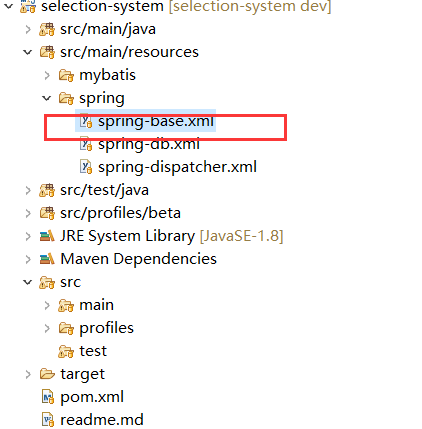 selection-system [selection-system dev]
src/main/java
src/main/resources
mybatis
spring
spring-base.xml
spring-db.xml
spring-dispatcher.xml
src/test/java
src/profiles/beta
JRE System Library [JavaSE-1.8]
Maven Dependencies
src
main
profiles
test
target
pom.xml
readme.md